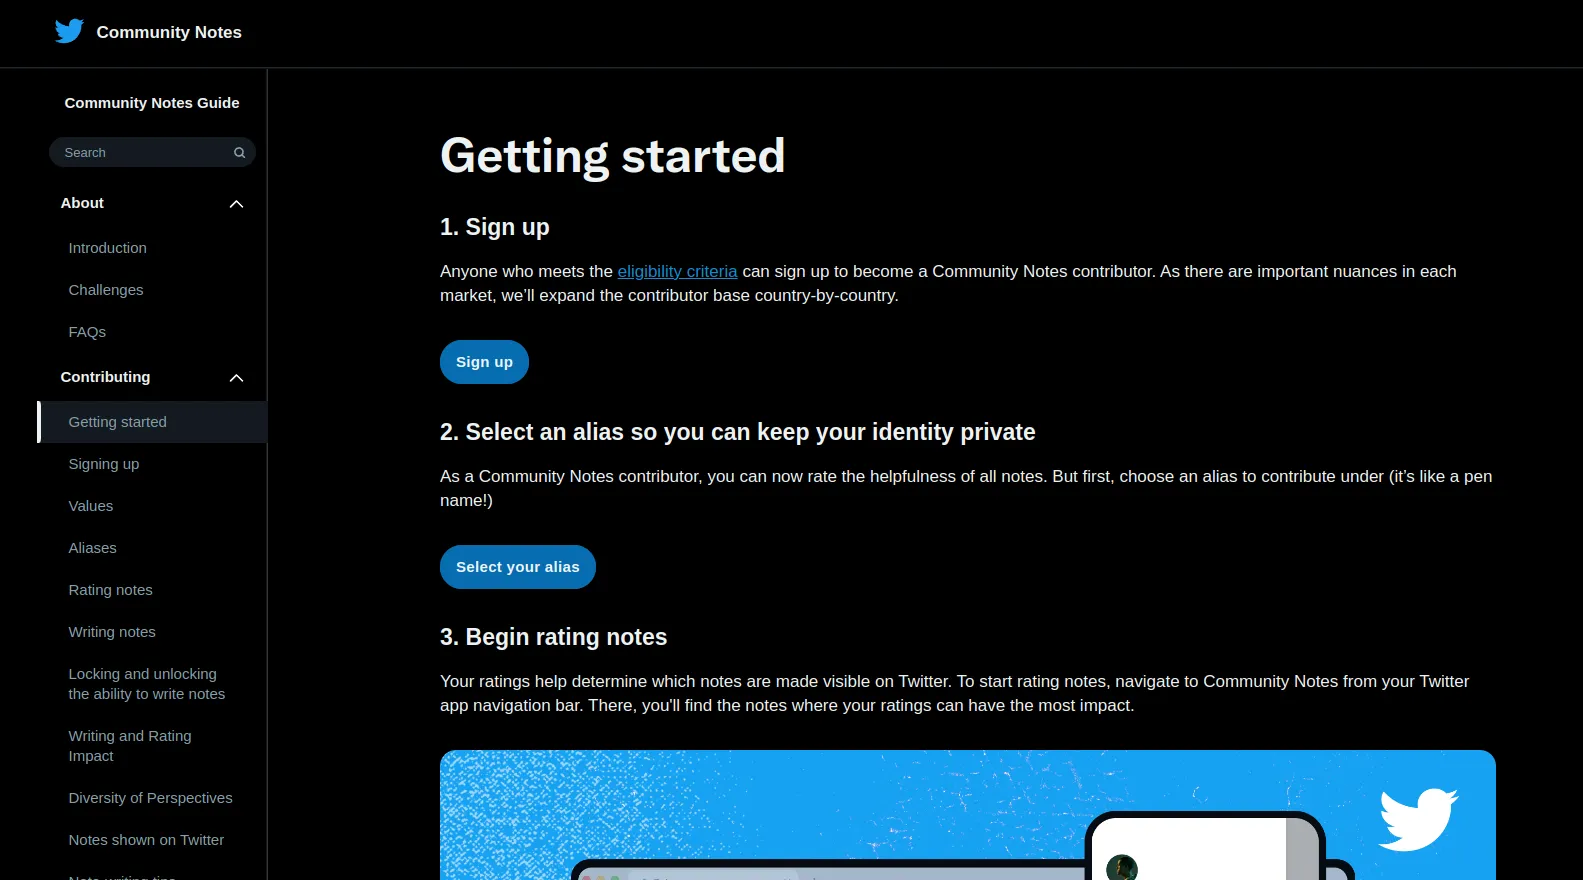 Community Notes
Community Notes Guide
Search
About
Introduction
Challenges
FAQs
Contributing
Getting started
Signing up
Values
Aliases
Rating notes
Writing notes
Locking and unlocking
the ability to write notes
Writing and Rating
Impact
Diversity of Perspectives
Notes shown on Twitter
Getting started
1. Sign up
Anyone who meets the eligibility criteria can sign up to become a Community Notes contributor. As there are important nuances in each
market, we’ll expand the contributor base country-by-country.
Sign up
2. Select an alias so you can keep your identity private
As a Community Notes contributor, you can now rate the helpfulness of all notes. But first, choose an alias to contribute under (it’s like a pen
name!)
Select your alias
3. Begin rating notes
Your ratings help determine which notes are made visible on Twitter. To start rating notes, navigate to Community Notes from your Twitter
app navigation bar. There, you'll find the notes where your ratings can have the most impact.